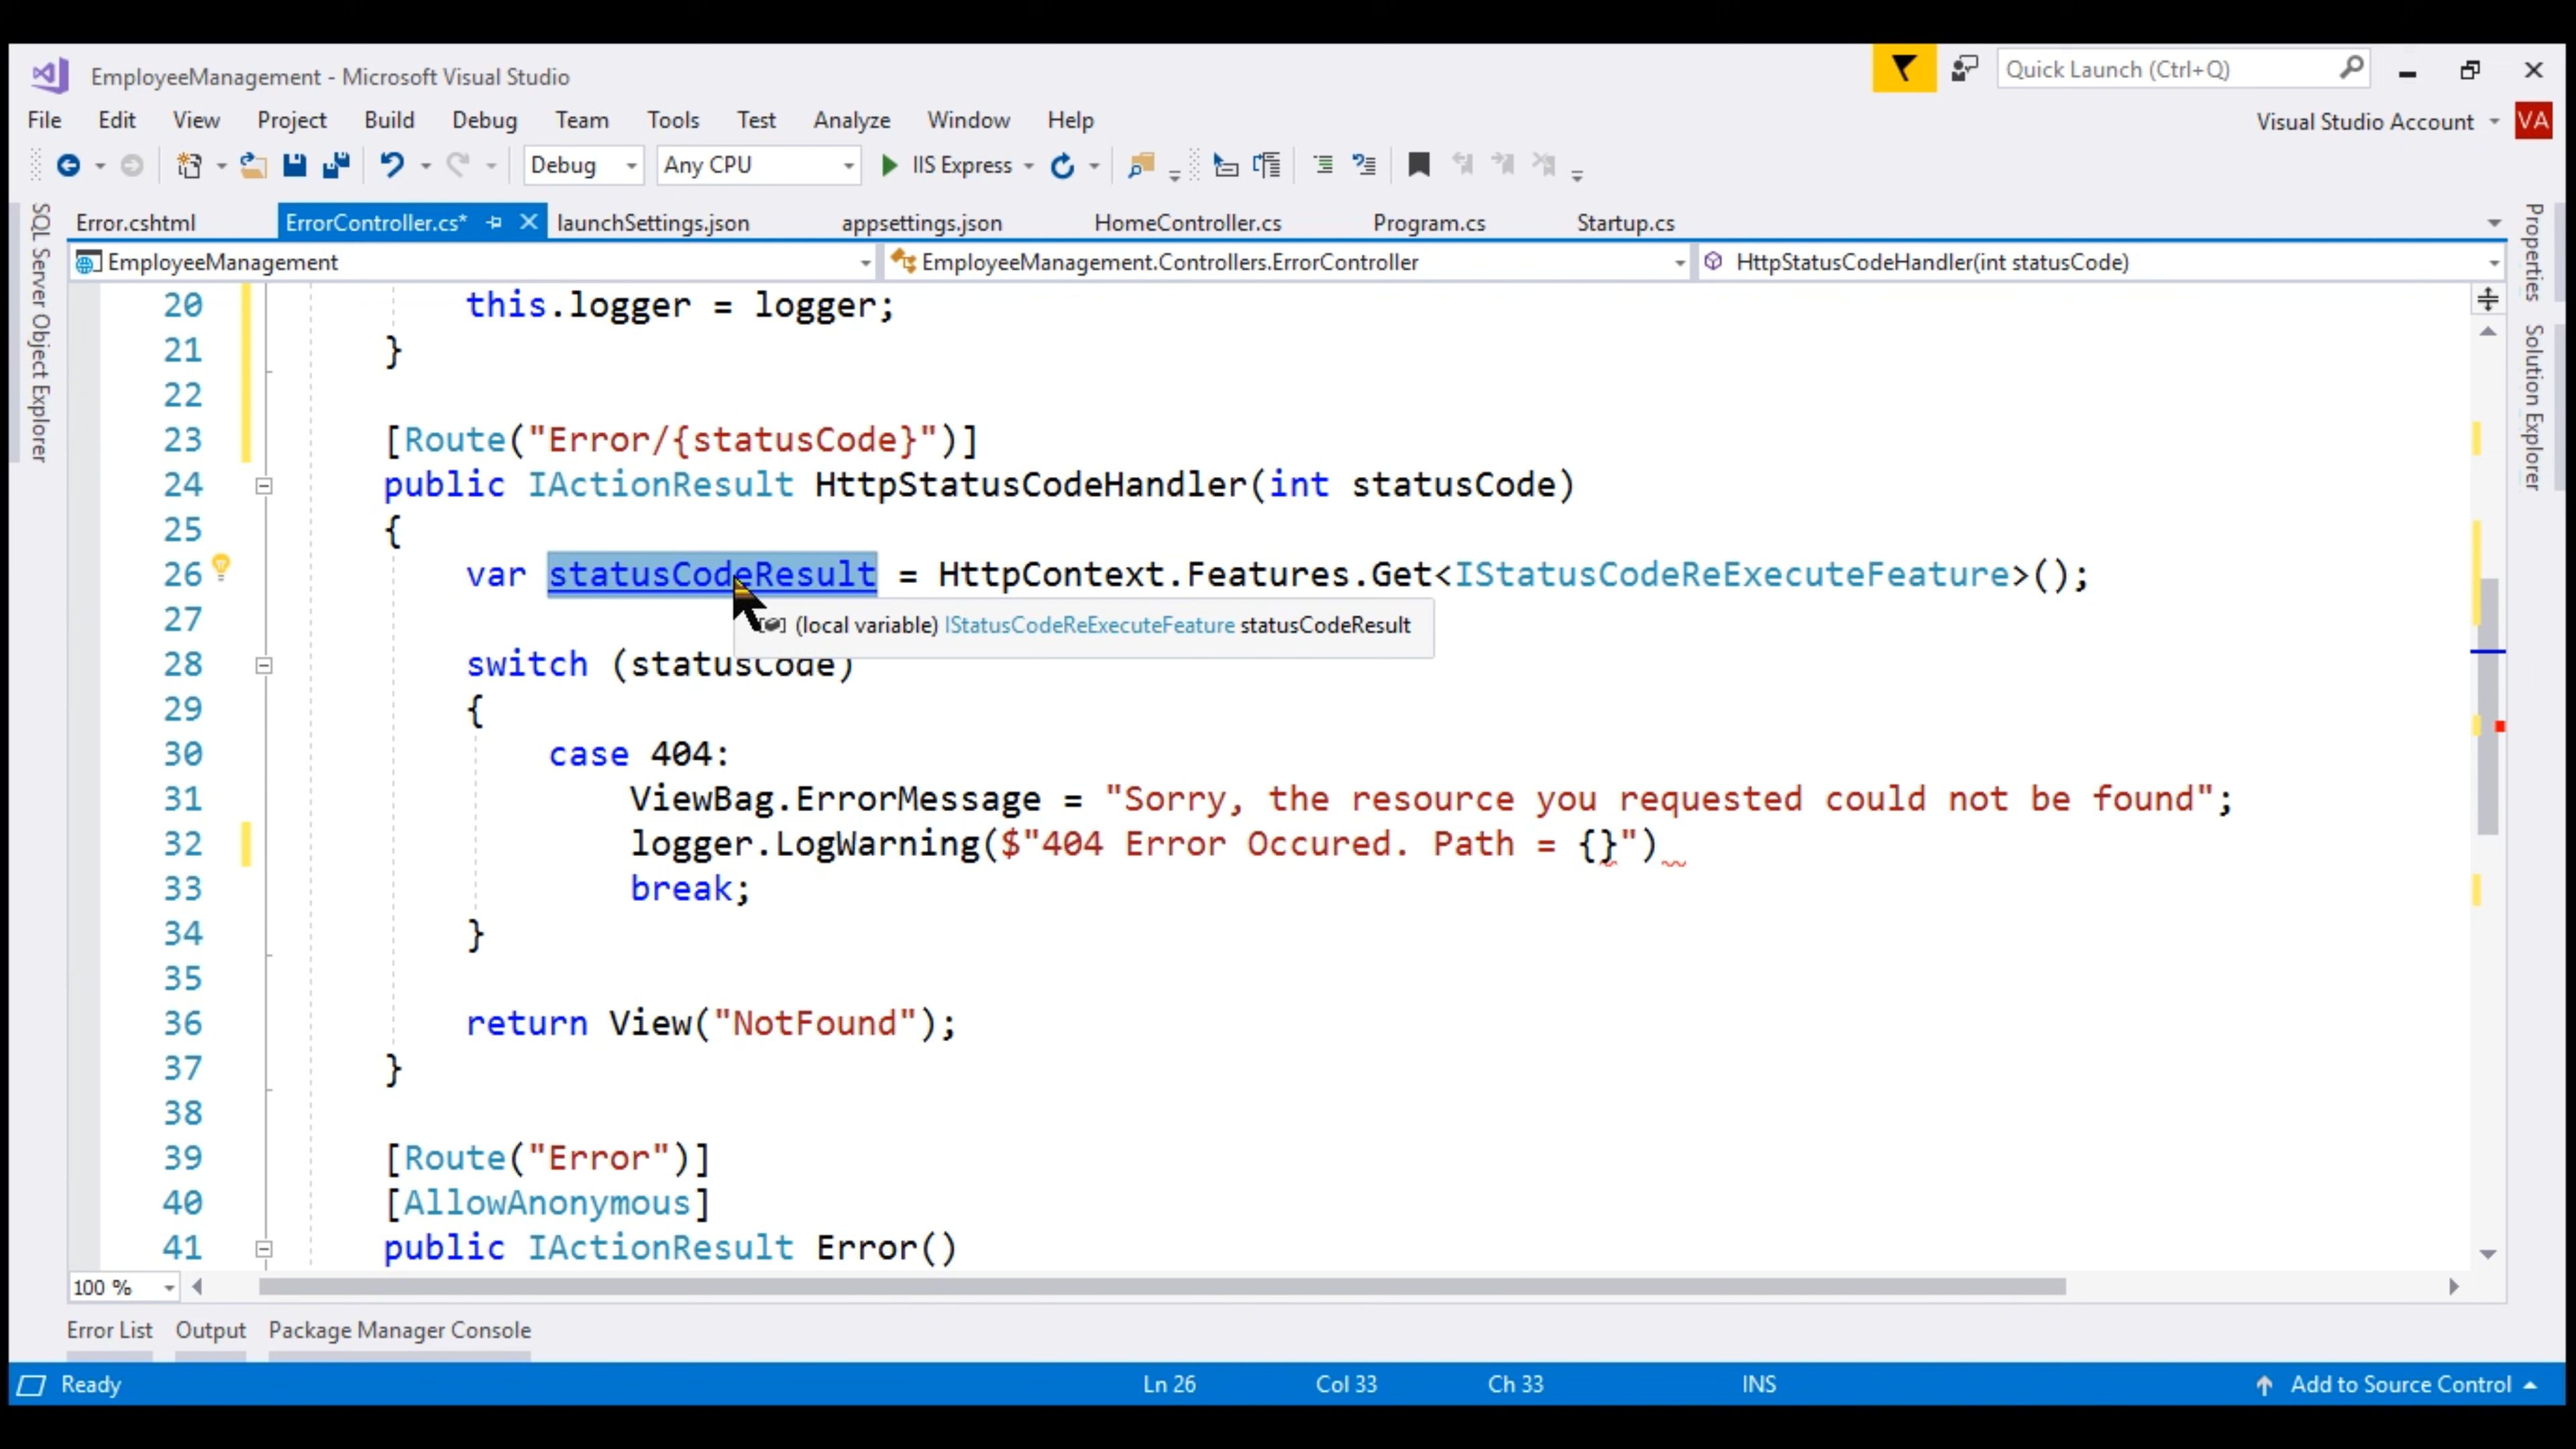 EmployeeManagement - Microsoft Visual Studio
Quick Launch (Ctrl+Q)
File Edit View Project Build Debug Team Tools Test Analyze Window Help
Visual Studio Account VA
Debug Any CPU IIS Express
Error.cshtml ErrorController.cs* launchSettings.json appsettings.json HomeController.cs Program.cs Startup.cs
EmployeeManagement EmployeeManagement.Controllers.ErrorController HttpStatusCodeHandler(int statusCode)
SQL Server Object Explorer
Properties
Solution Explorer
20 this.logger = logger;
21 }
22
23 [Route("Error/{statusCode}")]
24 public IActionResult HttpStatusCodeHandler(int statusCode)
25 {
26 var statusCodeResult = HttpContext.Features.Get<IStatusCodeReExecuteFeature>();
(local variable) IStatusCodeReExecuteFeature statusCodeResult
27
28 switch (statusCode)
29 {
30 case 404:
31 ViewBag.ErrorMessage = "Sorry, the resource you requested could not be found";
32 logger.LogWarning($"404 Error Occured. Path = {}")
33 break;
34 }
35
36 return View("NotFound");
37 }
38
39 [Route("Error")]
40 [AllowAnonymous]
41 public IActionResult Error()
100 %
Error List Output Package Manager Console
Ready Ln 26 Col 33 Ch 33 INS Add to Source Control